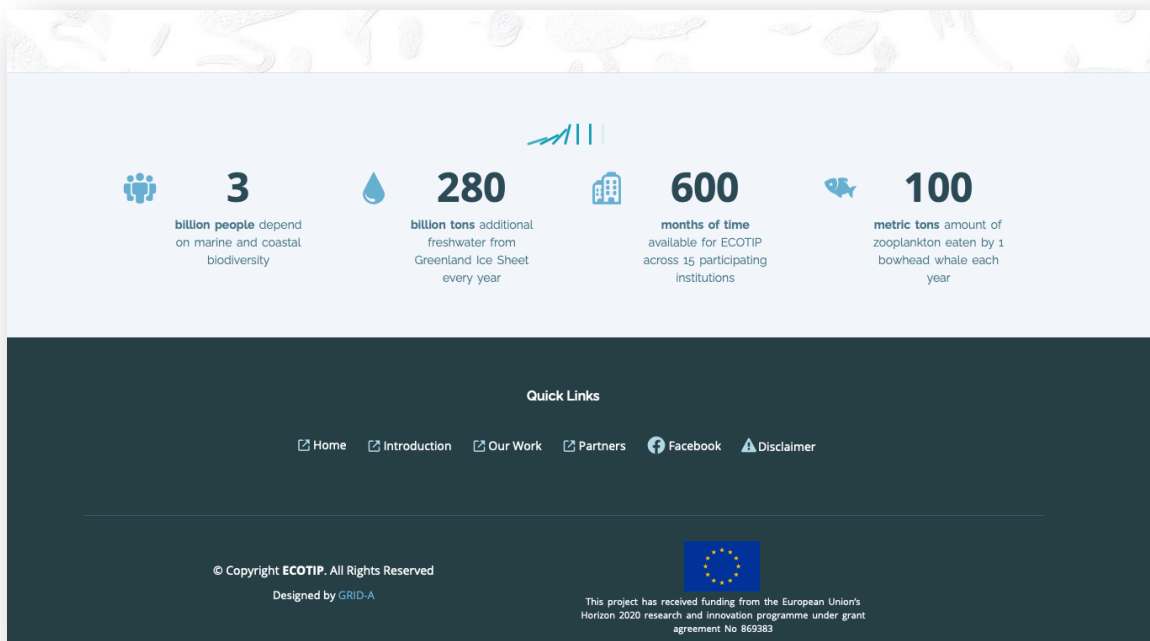 3
billion people depend
on marine and coastal
biodiversity
280
billion tons additional
freshwater from
Greenland Ice Sheet
every year
600
months of time
available for ECOTIP
across 15 participating
institutions
100
metric tons amount of
zooplankton eaten by 1
bowhead whale each
year
Quick Links
Home Introduction Our Work Partners Facebook Disclaimer
© Copyright ECOTIP. All Rights Reserved
Designed by GRID-A
This project has received funding from the European Union's
Horizon 2020 research and innovation programme under grant
agreement No 869383